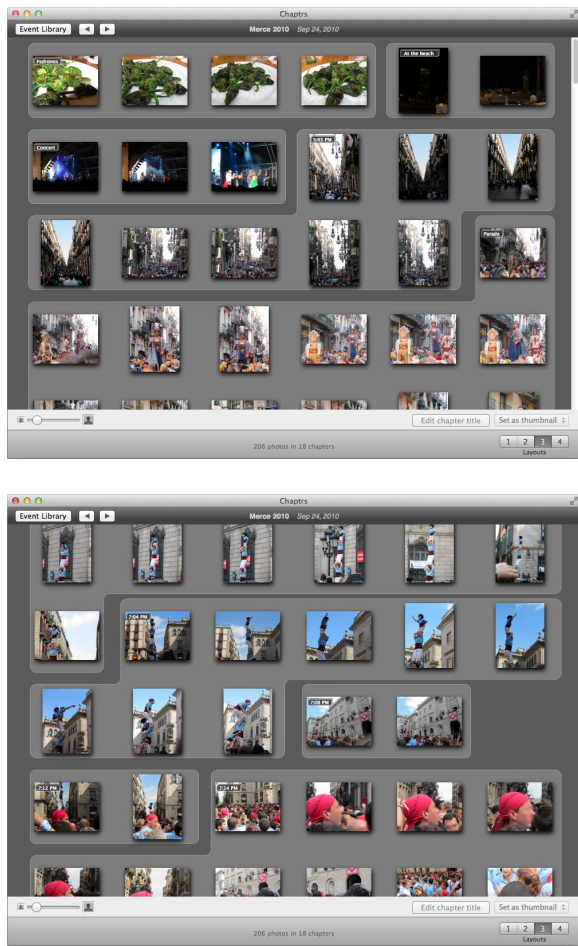 Chaptrs
Event Library
Merce 2010 Sep 24, 2010
Padrones
At the beach
Concert
5:45 PM
Parade
Edit chapter title
Set as thumbnail
206 photos in 18 chapters
1 2 3 4
Layouts
Chaptrs
Event Library
Merce 2010 Sep 24, 2010
7:04 PM
7:08 PM
7:12 PM
7:14 PM
Edit chapter title
Set as thumbnail
206 photos in 18 chapters
1 2 3 4
Layouts